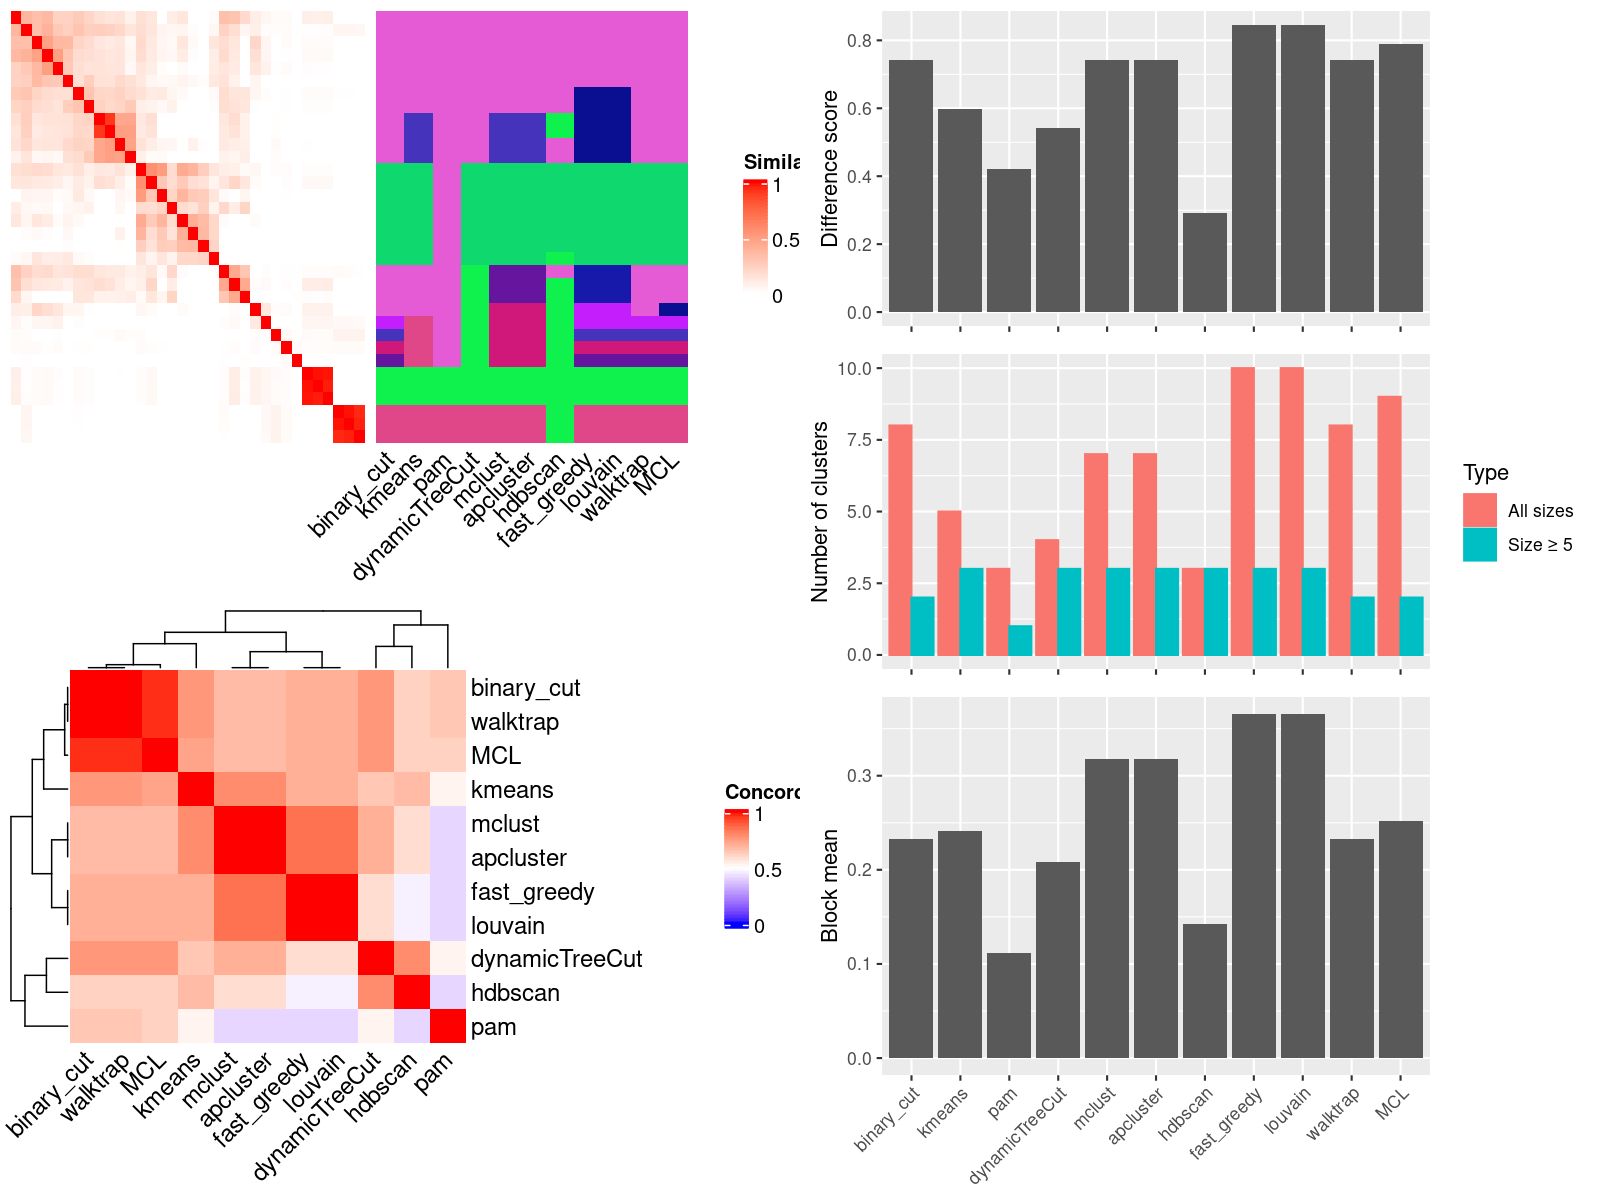 Simila
1
0.5
0
binary_cut
kmeans
pam
dynamicTreeCut
mclust
apcluster
hdbscan
fast_greedy
louvain
walktrap
MCL
binary_cut
walktrap
MCL
kmeans
mclust
apcluster
fast_greedy
louvain
dynamicTreeCut
hdbscan
pam
binary_cut
walktrap
MCL
kmeans
mclust
apcluster
fast_greedy
louvain
dynamicTreeCut
hdbscan
pam
Concord
1
0.5
0
Difference score
0.8
0.6
0.4
0.2
0.0
Number of clusters
10.0
7.5
5.0
2.5
0.0
Type
All sizes
Size ≥ 5
Block mean
0.3
0.2
0.1
0.0
binary_cut
kmeans
pam
dynamicTreeCut
mclust
apcluster
hdbscan
fast_greedy
louvain
walktrap
MCL